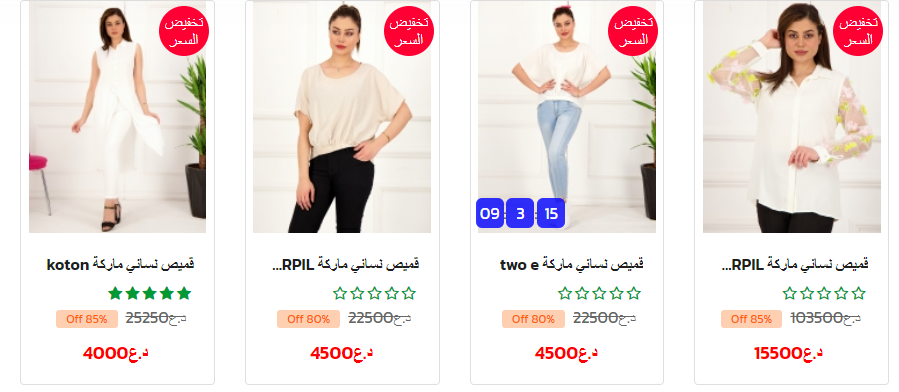 تخفيض
السعر
قميص نسائي ماركة RPIL...
103500د.ع Off 85%
15500د.ع
تخفيض
السعر
09 3 15
قميص نسائي ماركة two e
22500د.ع Off 80%
4500د.ع
تخفيض
السعر
قميص نسائي ماركة RPIL...
22500د.ع Off 80%
4500د.ع
تخفيض
السعر
قميص نسائي ماركة koton
25250د.ع Off 85%
4000د.ع